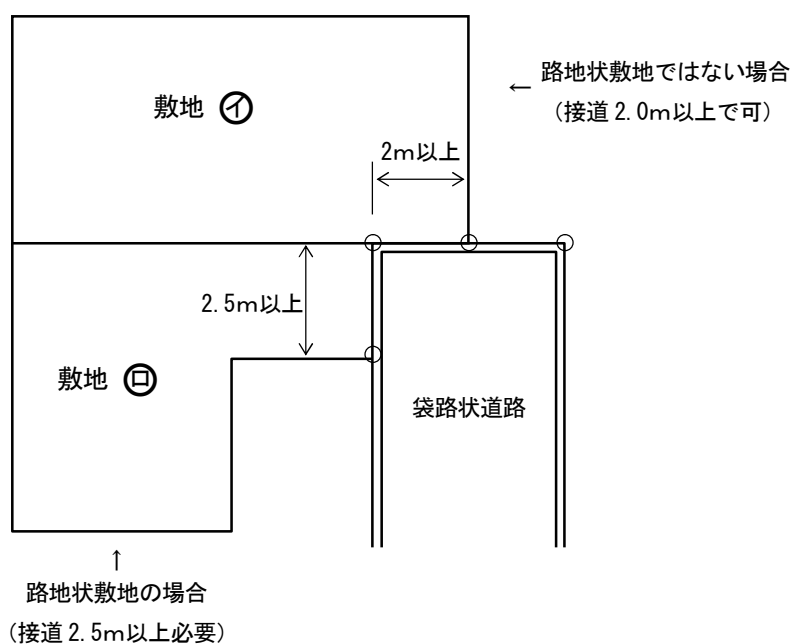 路地状敷地ではない場合
←
(接道2.0m以上で可)
敷地 ㋑
2m以上
2.5m以上
敷地 ㋺
袋路状道路
↑
路地状敷地の場合
(接道2.5m以上必要)